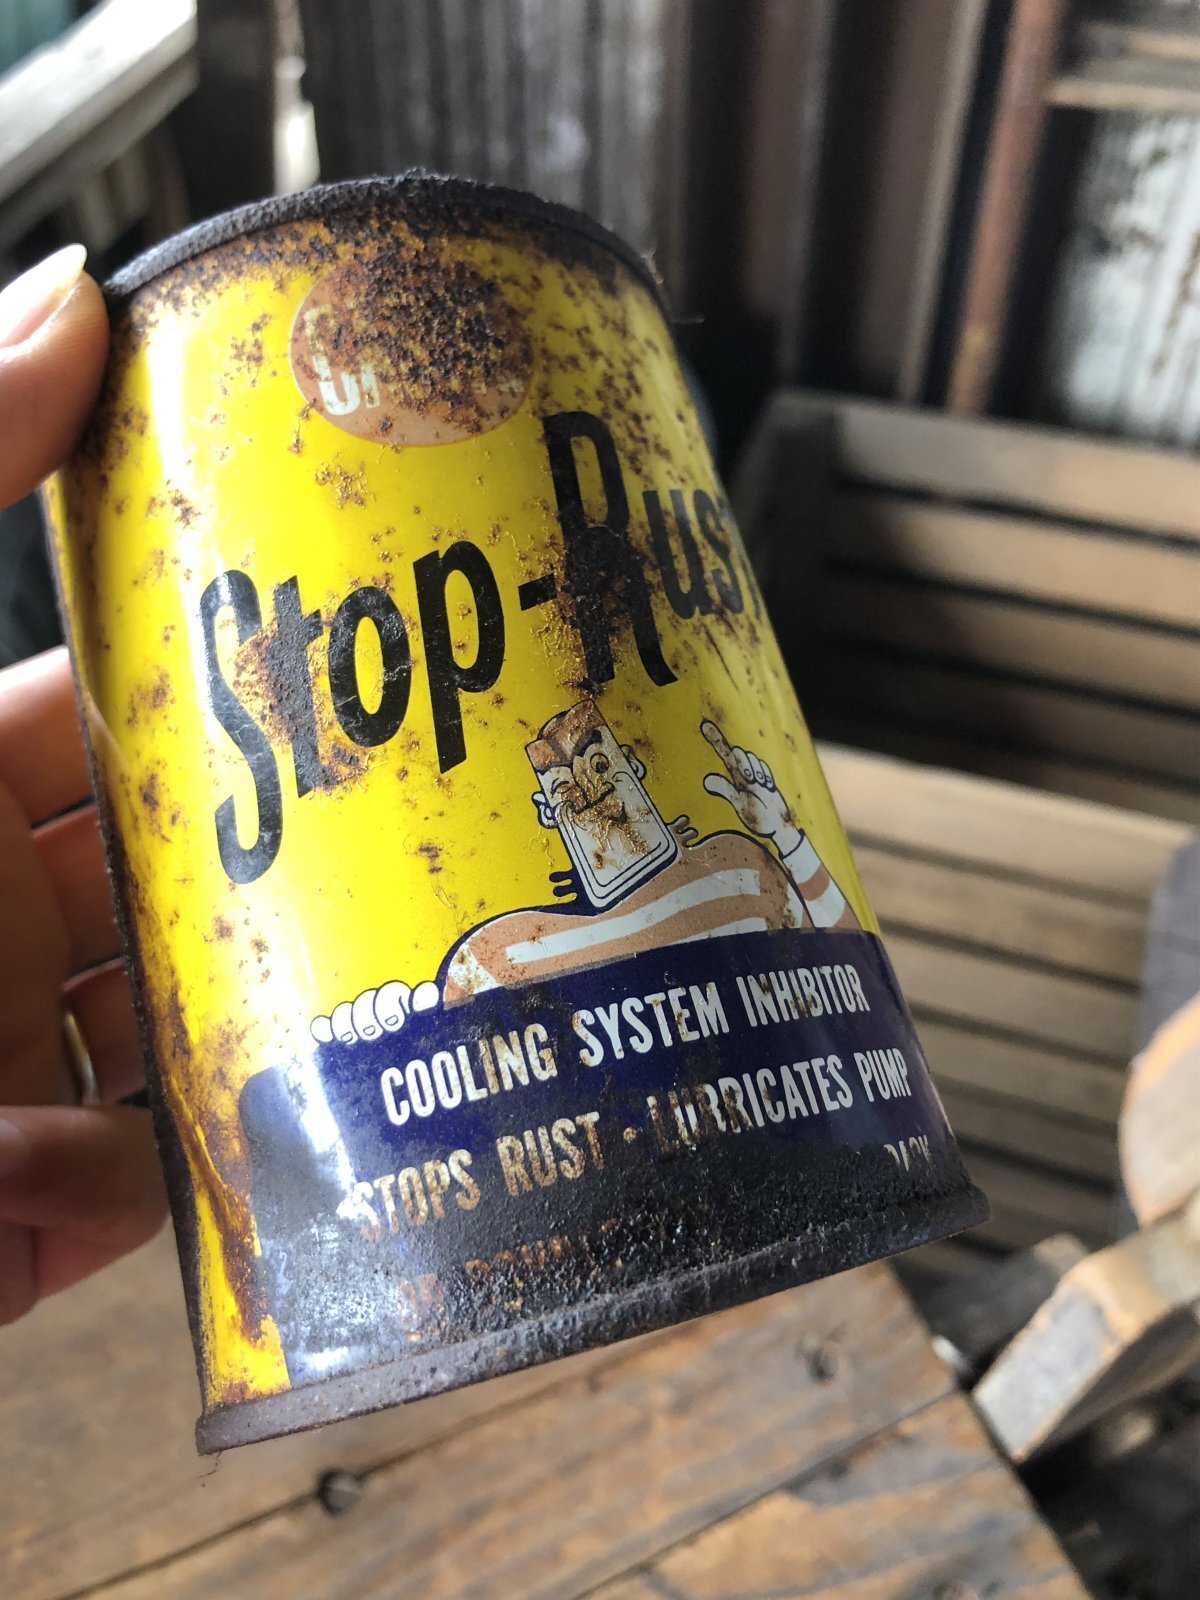 Stop-Rust
COOLING SYSTEM INHIBITOR
STOPS RUST · LUBRICATES PUMP